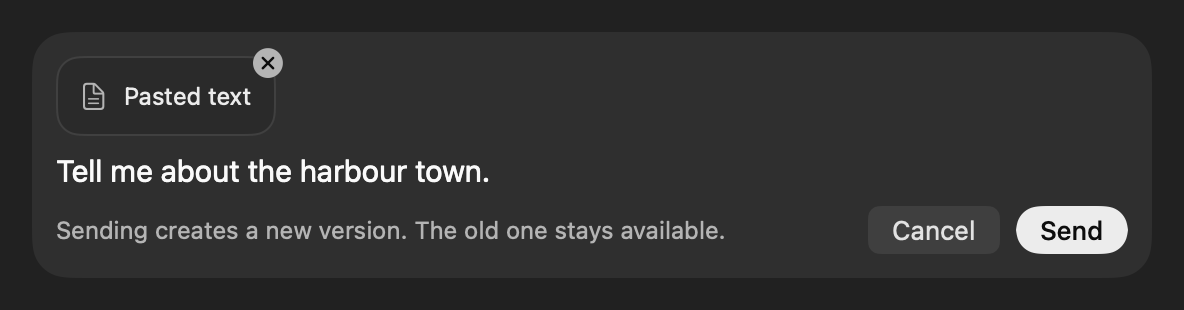 Pasted text
Tell me about the harbour town.
Sending creates a new version. The old one stays available.
Cancel
Send